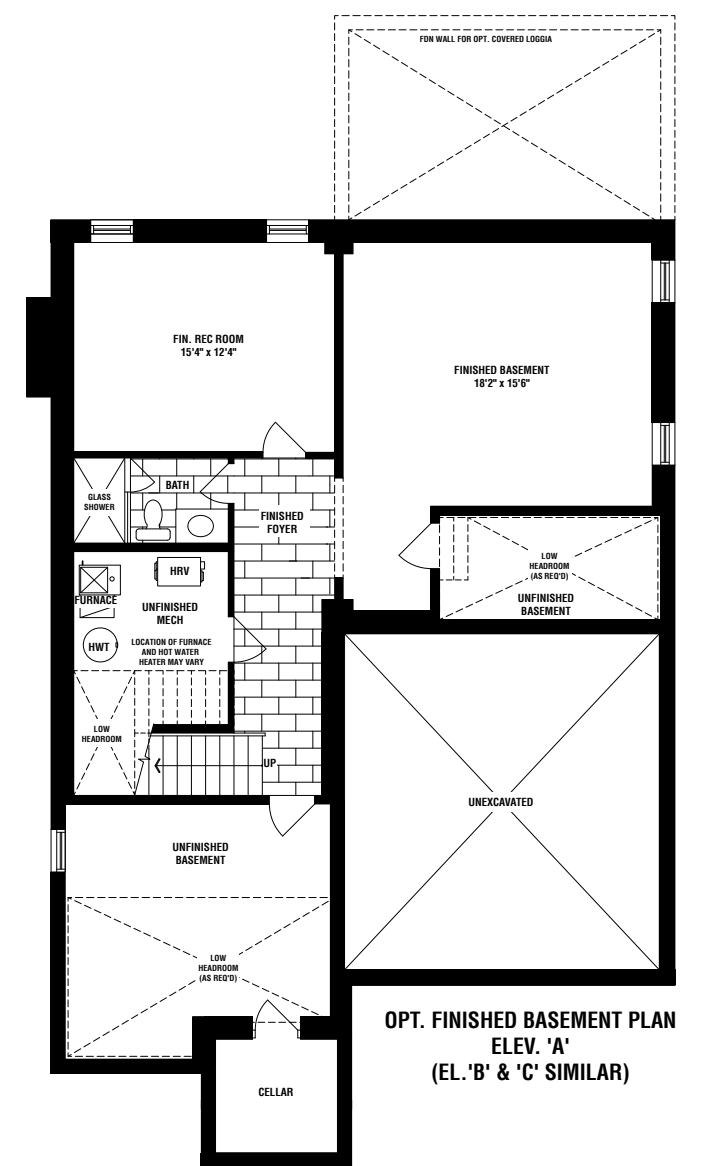 FDN WALL FOR OPT. COVERED LOGGIA
FIN. REC ROOM
15'4" x 12'4"
FINISHED BASEMENT
18'2" x 15'6"
GLASS
SHOWER
BATH
FINISHED
FOYER
HRV
FURNACE
UNFINISHED
MECH
HWT
LOCATION OF FURNACE
AND HOT WATER
HEATER MAY VARY
LOW
HEADROOM
(AS REQ'D)
UNFINISHED
BASEMENT
LOW
HEADROOM
UP
UNEXCAVATED
UNFINISHED
BASEMENT
LOW
HEADROOM
(AS REQ'D)
CELLAR
OPT. FINISHED BASEMENT PLAN
ELEV. 'A'
(EL.'B' & 'C' SIMILAR)